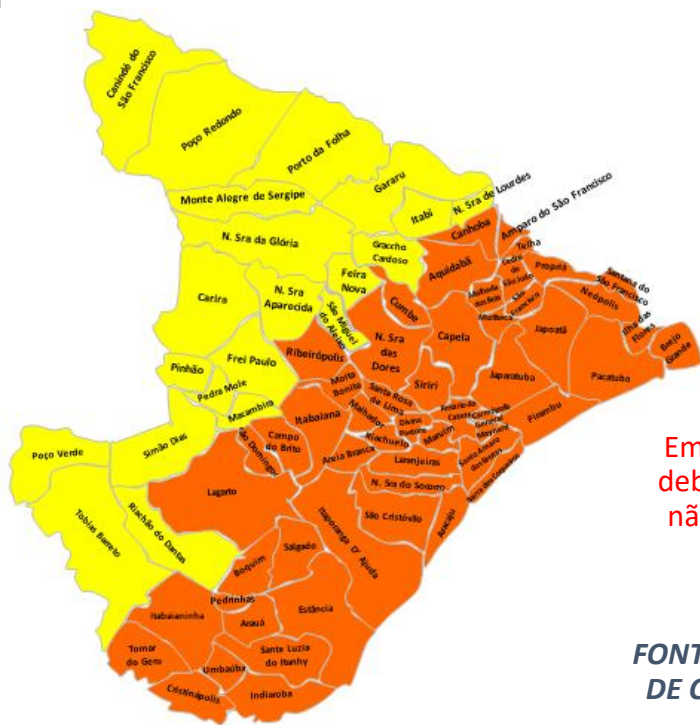 Canindé do
São Francisco
Poço Redondo
Porto da Folha
Monte Alegre de Sergipe
Gararu
Itabi
N. Sra de Lourdes
Amparo do São Francisco
N. Sra da Glória
Graccho
Cardoso
Canhoba
Telha
Aquidabã
Cedro
de
São João
Propriá
Santana do
São Francisco
Feira
Nova
Malhada
dos Bois
São
Francisco
Neópolis
Ilha das
Flores
Carira
N. Sra
Aparecida
São Miguel
do Aleixo
Cumbe
Muribeca
Brejo
Grande
N. Sra
das
Dores
Capela
Japoatã
Pacatuba
Ribeirópolis
Frei Paulo
Pinhão
Pedra Mole
Moita
Bonita
Siriri
Japaratuba
Santa Rosa
de Lima
Macambira
Itabaiana
Malhador
Divina
Pastora
Rosário do
Catete
Carmópolis
General
Maynard
Pirambu
Riachuelo
Maruim
Santo Amaro
das Brotas
Poço Verde
Simão Dias
São Domingos
Campo
do Brito
Areia Branca
Laranjeiras
Barra dos Coqueiros
N. Sra do Socorro
Lagarto
São Cristóvão
Aracaju
Tobias Barreto
Riachão do
Dantas
Itaporanga D' Ajuda
Salgado
Boquim
Pedrinhas
Itabaianinha
Arauá
Estância
Tomar
do Geru
Umbaúba
Santa Luzia
do Itanhy
Cristinápolis
Indiaroba
Em
deb
não
FONT
DE C